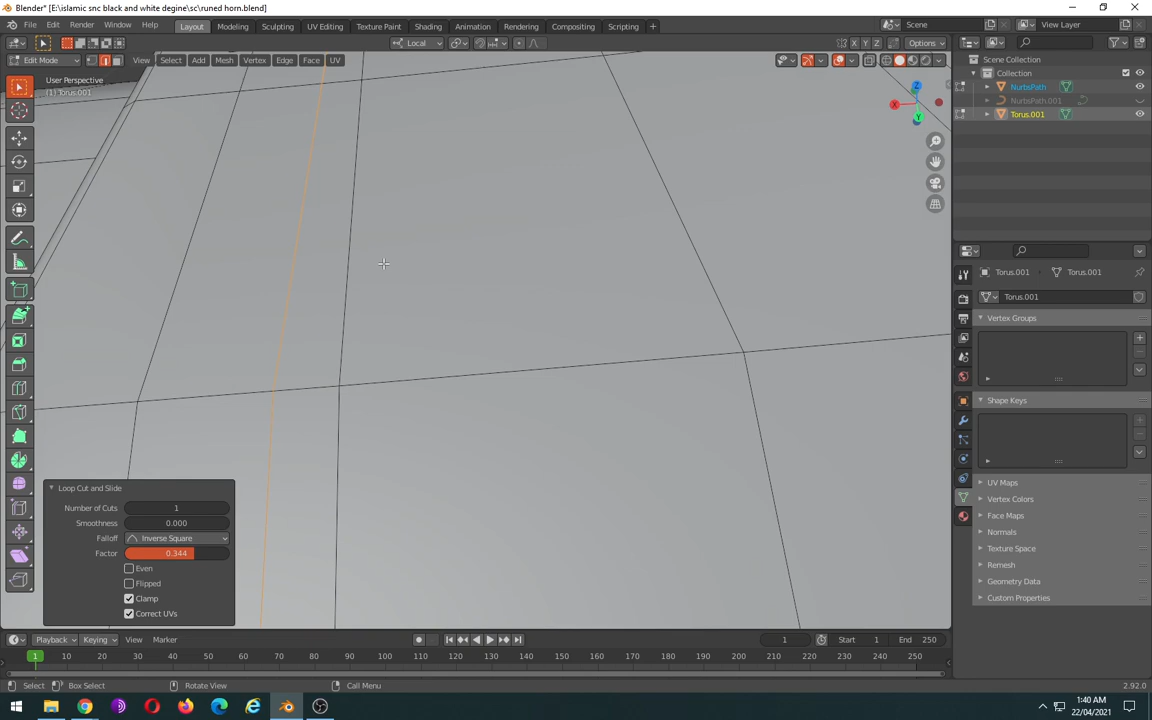 Blender* [E:\islamic snc black and white degine\sc\runed horn.blend]
File Edit Render Window Help Layout Modeling Sculpting UV Editing Texture Paint Shading Animation Rendering Compositing Scripting + Scene View Layer
Local X Y Z Options
Edit Mode View Select Add Mesh Vertex Edge Face UV
User Perspective
(1) Torus.001
X Z Y
Scene Collection
Collection
NurbsPath
NurbsPath.001
Torus.001
Torus.001 Torus.001
Torus.001
Vertex Groups
Shape Keys
UV Maps
Vertex Colors
Face Maps
Normals
Texture Space
Remesh
Geometry Data
Custom Properties
Loop Cut and Slide
Number of Cuts 1
Smoothness 0.000
Falloff Inverse Square
Factor 0.344
Even
Flipped
Clamp
Correct UVs
Playback Keying View Marker 1 Start 1 End 250
1 10 20 30 40 50 60 70 80 90 100 110 120 130 140 150 160 170 180 190 200 210 220 230 240 250
Select Box Select Rotate View Call Menu 2.92.0
1:40 AM
22/04/2021